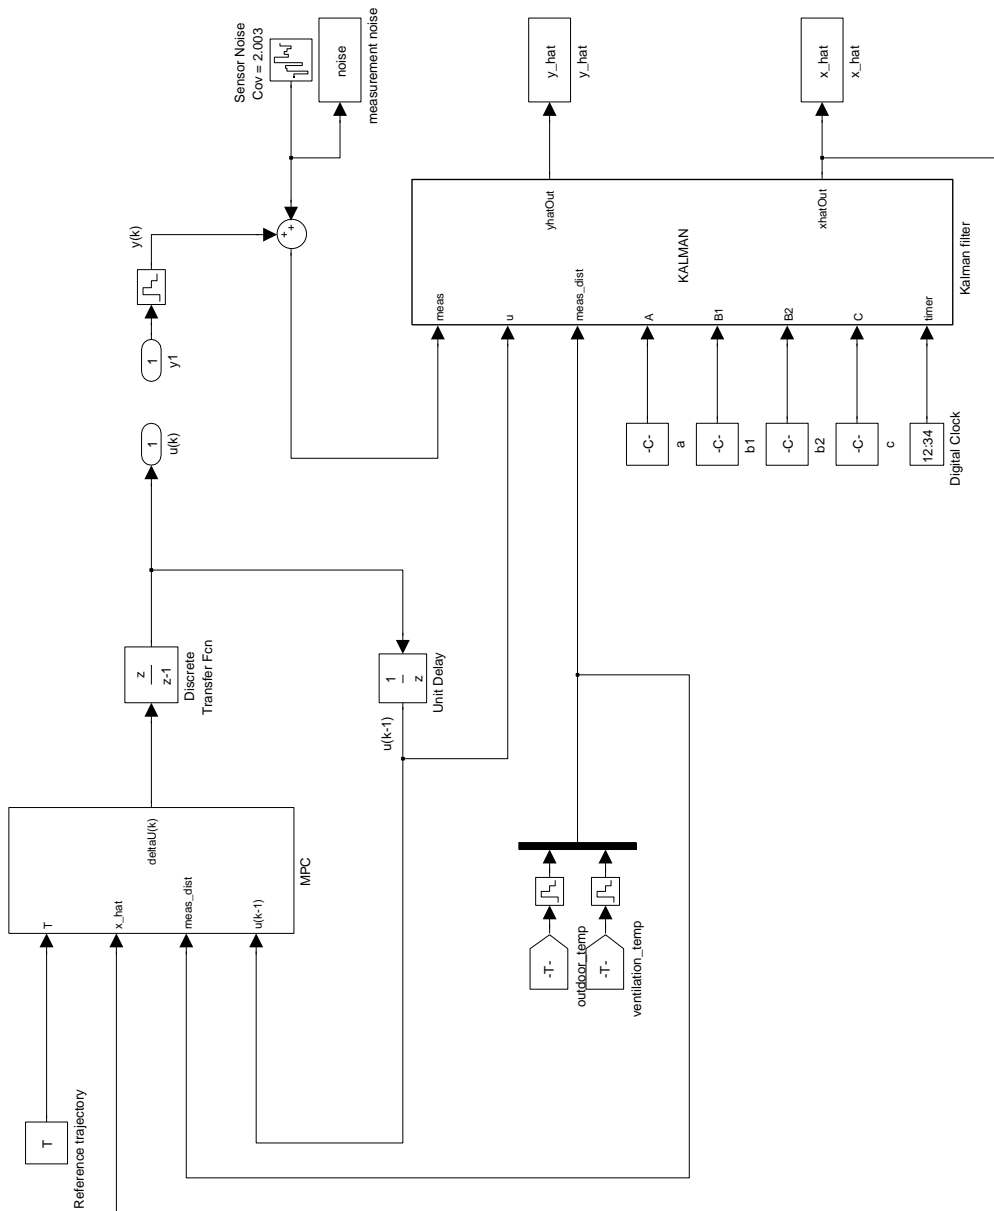 Reference trajectory
T
T
x_hat
meas_dist
u(k-1)
deltaU(k)
MPC
z
z-1
Discrete
Transfer Fcn
1
u(k)
1
z
Unit Delay
u(k-1)
1
y1
y(k)
Sensor Noise
Cov = 2.003
noise
measurement noise
+
+
-T-
outdoor_temp
-T-
ventilation_temp
-C-
a
-C-
b1
-C-
b2
-C-
c
12:34
Digital Clock
meas
u
meas_dist
A
B1
B2
C
timer
KALMAN
yhatOut
xhatOut
Kalman filter
y_hat
y_hat
x_hat
x_hat